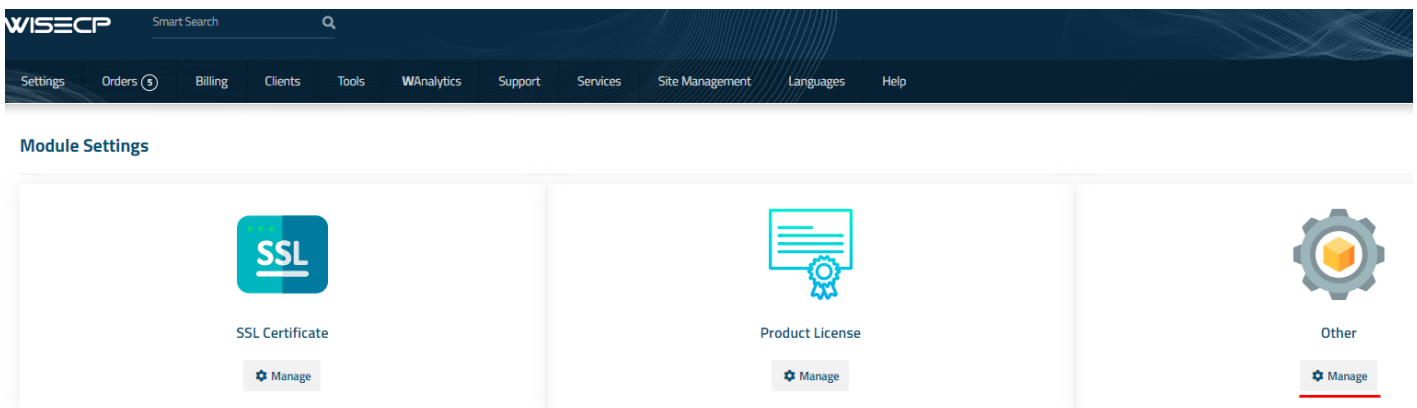 WISECP Smart Search
Settings Orders 5 Billing Clients Tools WAnalytics Support Services Site Management Languages Help
Module Settings
SSL
SSL Certificate Product License Other
Manage Manage Manage